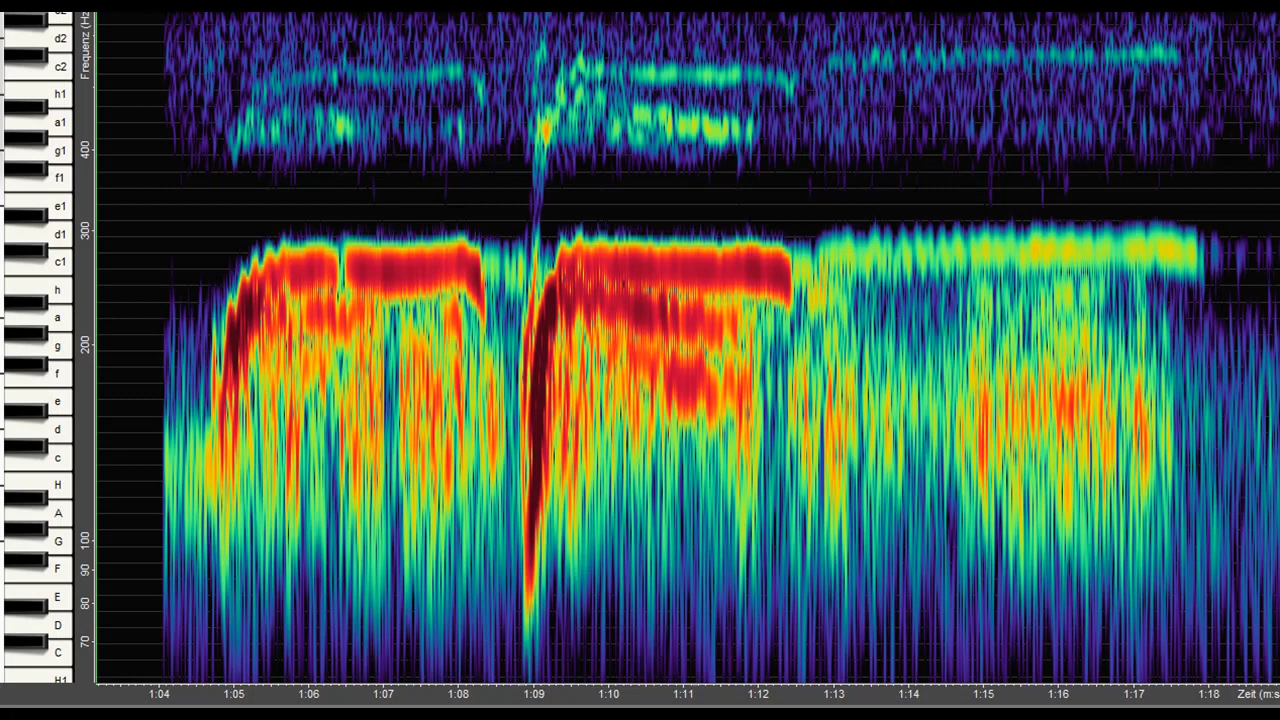 d2
c2
h1
a1
g1
f1
e1
d1
c1
h
a
g
f
e
d
c
H
A
G
F
E
D
C
H1
Frequenz (Hz
400
300
200
100
90
80
70
1:04 1:05 1:06 1:07 1:08 1:09 1:10 1:11 1:12 1:13 1:14 1:15 1:16 1:17 1:18 Zeit (m:s